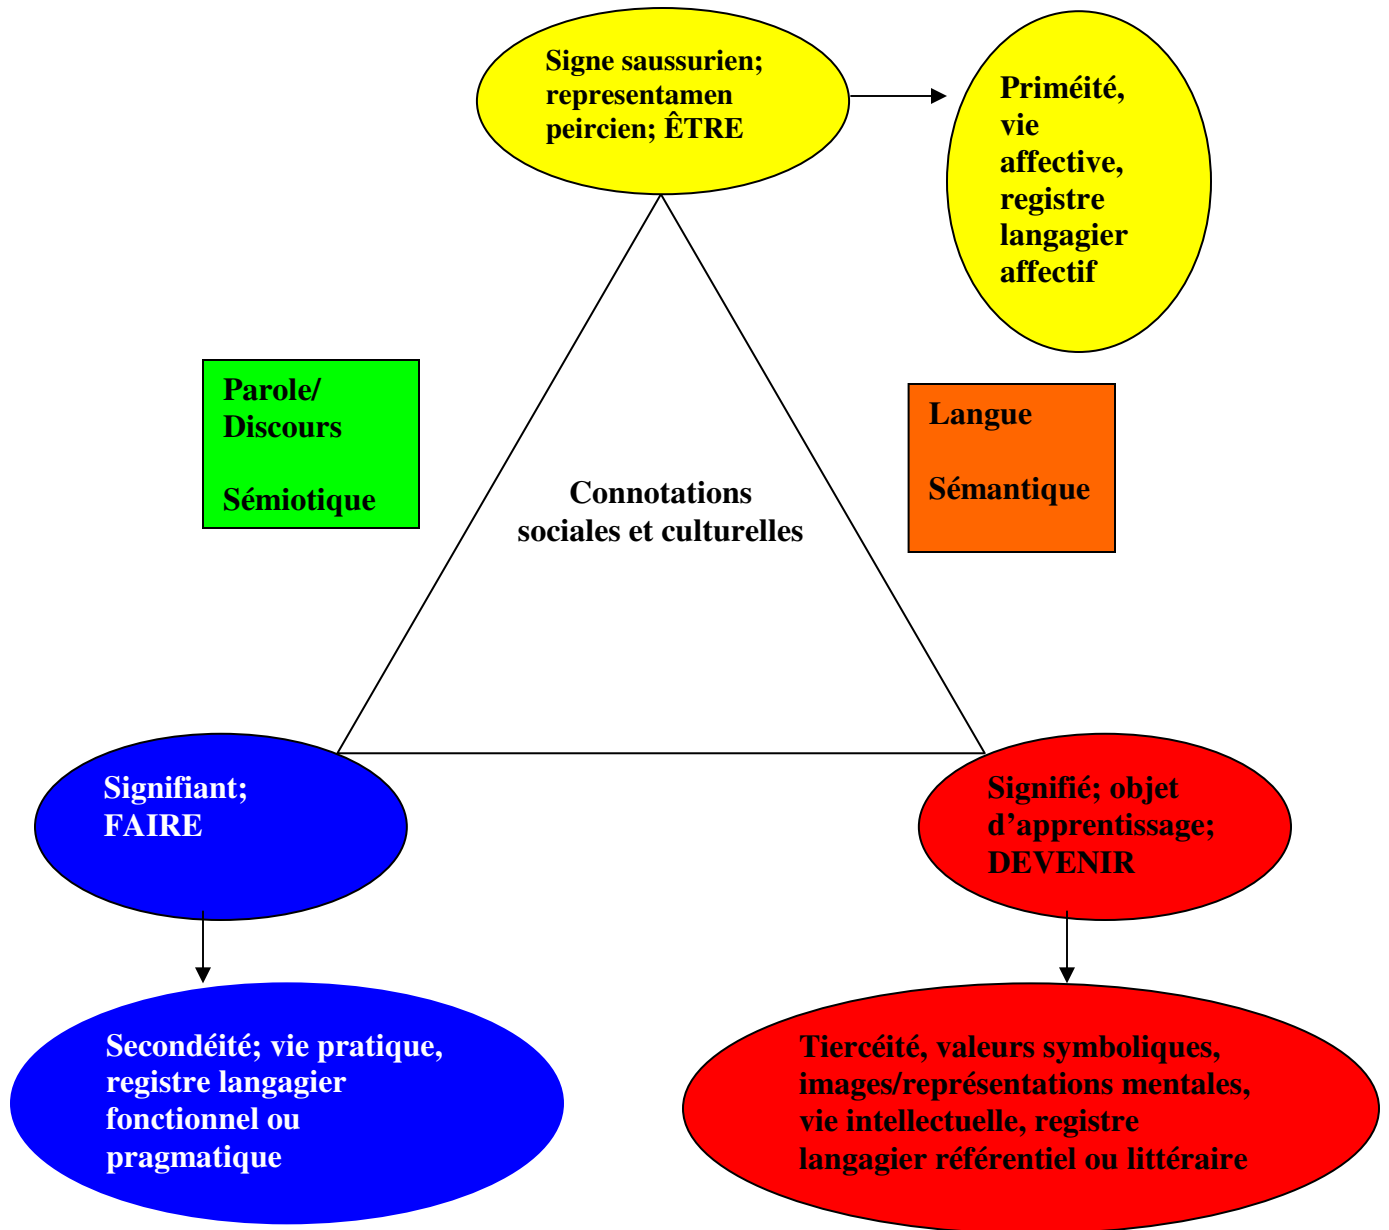 Signe saussurien;
representamen
peircien; ÊTRE
Priméité,
vie
affective,
registre
langagier
affectif
Parole/
Discours
Sémiotique
Langue
Sémantique
Connotations
sociales et culturelles
Signifiant;
FAIRE
Signifié; objet
d’apprentissage;
DEVENIR
Secondéité; vie pratique,
registre langagier
fonctionnel ou
pragmatique
Tiercéité, valeurs symboliques,
images/représentations mentales,
vie intellectuelle, registre
langagier référentiel ou littéraire